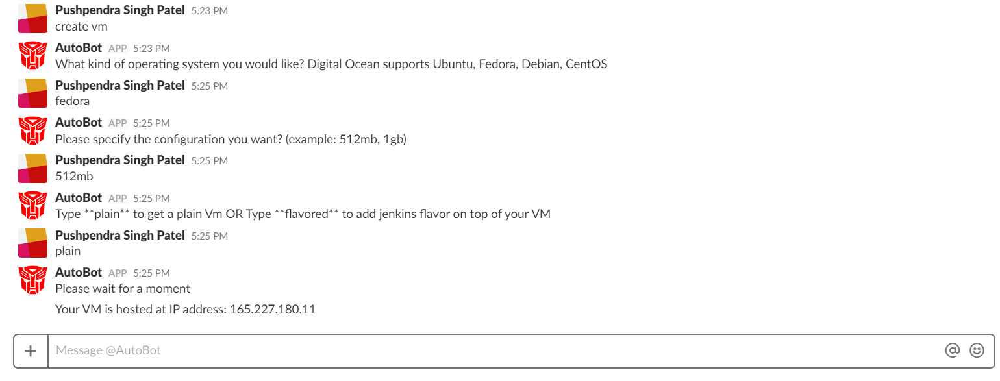 Pushpendra Singh Patel 5:23 PM
create vm
AutoBot APP 5:23 PM
What kind of operating system you would like? Digital Ocean supports Ubuntu, Fedora, Debian, CentOS
Pushpendra Singh Patel 5:25 PM
fedora
AutoBot APP 5:25 PM
Please specify the configuration you want? (example: 512mb, 1gb)
Pushpendra Singh Patel 5:25 PM
512mb
AutoBot APP 5:25 PM
Type **plain** to get a plain Vm OR Type **flavored** to add jenkins flavor on top of your VM
Pushpendra Singh Patel 5:25 PM
plain
AutoBot APP 5:25 PM
Please wait for a moment
Your VM is hosted at IP address: 165.227.180.11
Message @AutoBot